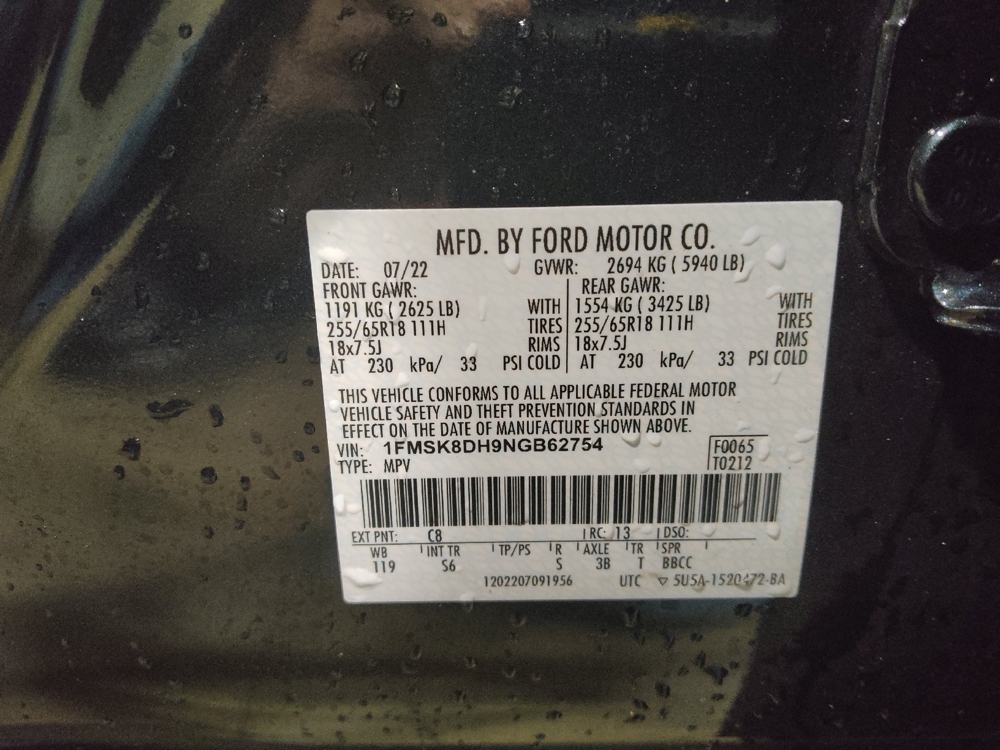 MFD. BY FORD MOTOR CO.
DATE: 07/22 GVWR: 2694 KG ( 5940 LB)
FRONT GAWR: REAR GAWR:
1191 KG ( 2625 LB) WITH 1554 KG ( 3425 LB) WITH
255/65R18 111H TIRES 255/65R18 111H TIRES
18x7.5J RIMS 18x7.5J RIMS
AT 230 kPa/ 33 PSI COLD AT 230 kPa/ 33 PSI COLD
THIS VEHICLE CONFORMS TO ALL APPLICABLE FEDERAL MOTOR
VEHICLE SAFETY AND THEFT PREVENTION STANDARDS IN
EFFECT ON THE DATE OF MANUFACTURE SHOWN ABOVE.
VIN: 1FMSK8DH9NGB62754 F0065
TYPE: MPV T0212
EXT PNT: C8 RC: 13 DSO:
WB INT TR TP/PS R AXLE TR SPR
119 S6 S 3B T BBCC
1202207091956 UTC ▽ 5U5A-1520472-BA